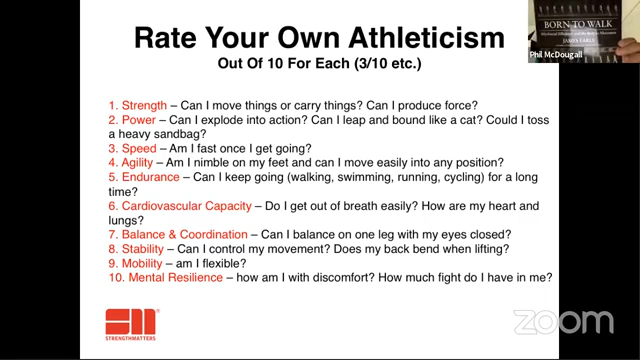 Rate Your Own Athleticism
Out Of 10 For Each (3/10 etc.)
BORN TO WALK
JAMES EARLS
Phil McDougall
1. Strength – Can I move things or carry things? Can I produce force?
2. Power – Can I explode into action? Can I leap and bound like a cat? Could I toss
a heavy sandbag?
3. Speed – Am I fast once I get going?
4. Agility – Am I nimble on my feet and can I move easily into any position?
5. Endurance – Can I keep going (walking, swimming, running, cycling) for a long
time?
6. Cardiovascular Capacity – Do I get out of breath easily? How are my heart and
lungs?
7. Balance & Coordination – Can I balance on one leg with my eyes closed?
8. Stability – Can I control my movement? Does my back bend when lifting?
9. Mobility – am I flexible?
10. Mental Resilience – how am I with discomfort? How much fight do I have in me?
STRENGTHMATTERS
zoom